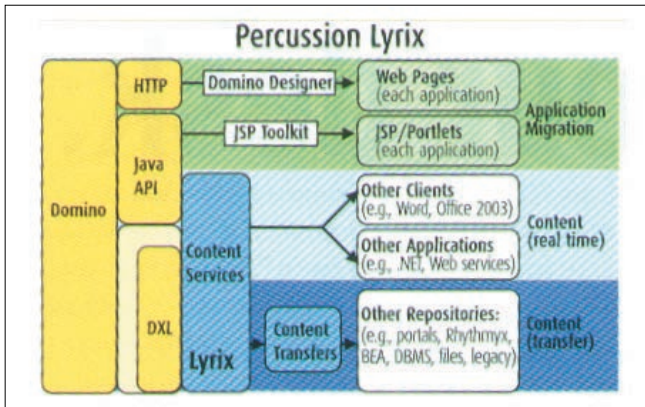 Percussion Lyrix
HTTP
Domino Designer
Web Pages
(each application)
Application
Migration
JSP Toolkit
JSP/Portlets
(each application)
Java
API
Domino
Other Clients
(e.g., Word, Office 2003)
Content
(real time)
Content
Services
Other Applications
(e.g., .NET, Web services)
DXL
Lyrix
Content
Transfers
Other Repositories:
(e.g., portals, Rhythmyx,
BEA, DBMS, files, legacy)
Content
(transfer)